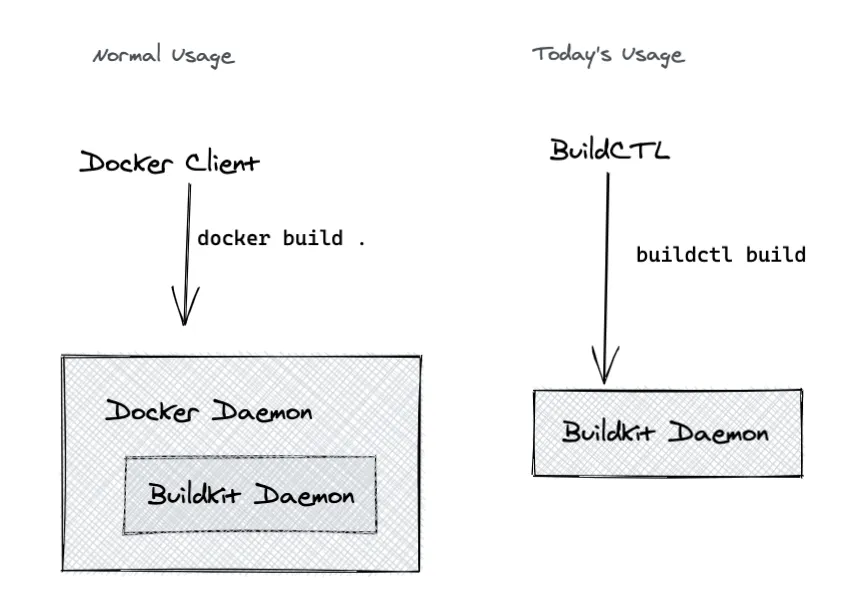 Normal Usage
Docker Client
docker build .
Docker Daemon
Buildkit Daemon
Today's Usage
BuildCTL
buildctl build
Buildkit Daemon